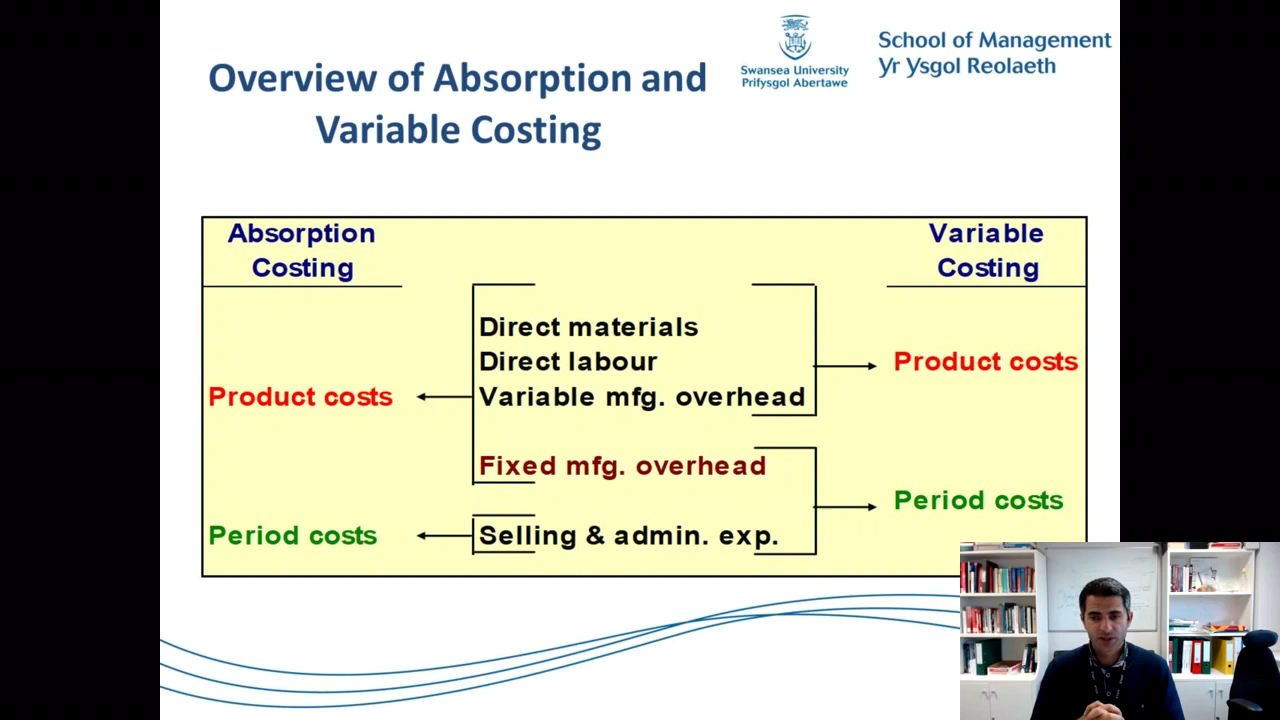 Overview of Absorption and
Variable Costing
Swansea University
Prifysgol Abertawe
School of Management
Yr Ysgol Reolaeth
Absorption
Costing
Variable
Costing
Direct materials
Direct labour
Variable mfg. overhead
Product costs
Product costs
Fixed mfg. overhead
Selling & admin. exp.
Period costs
Period costs